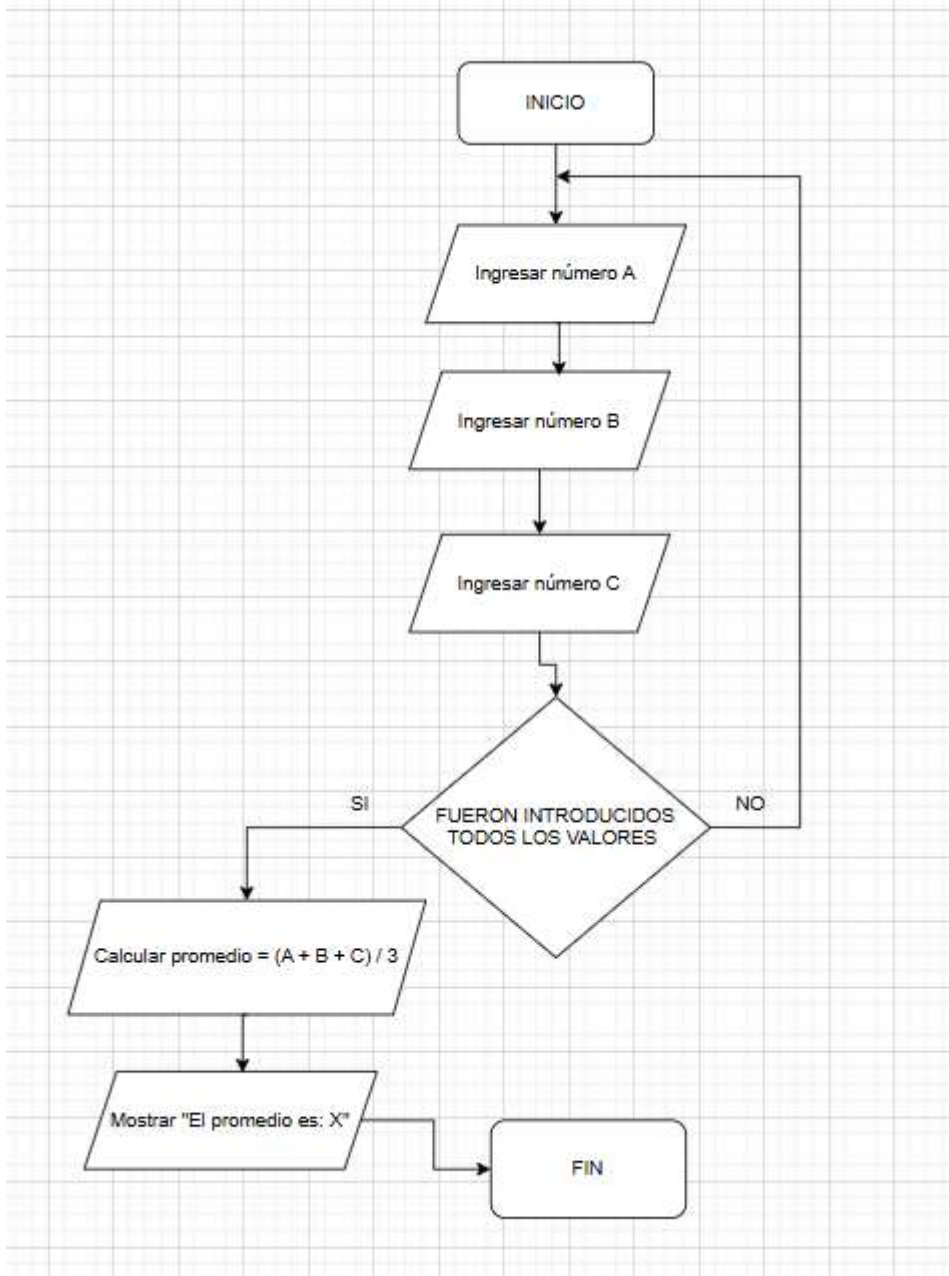 INICIO
Ingresar número A
Ingresar número B
Ingresar número C
FUERON INTRODUCIDOS
TODOS LOS VALORES
SI
NO
Calcular promedio = (A + B + C) / 3
Mostrar "El promedio es: X"
FIN